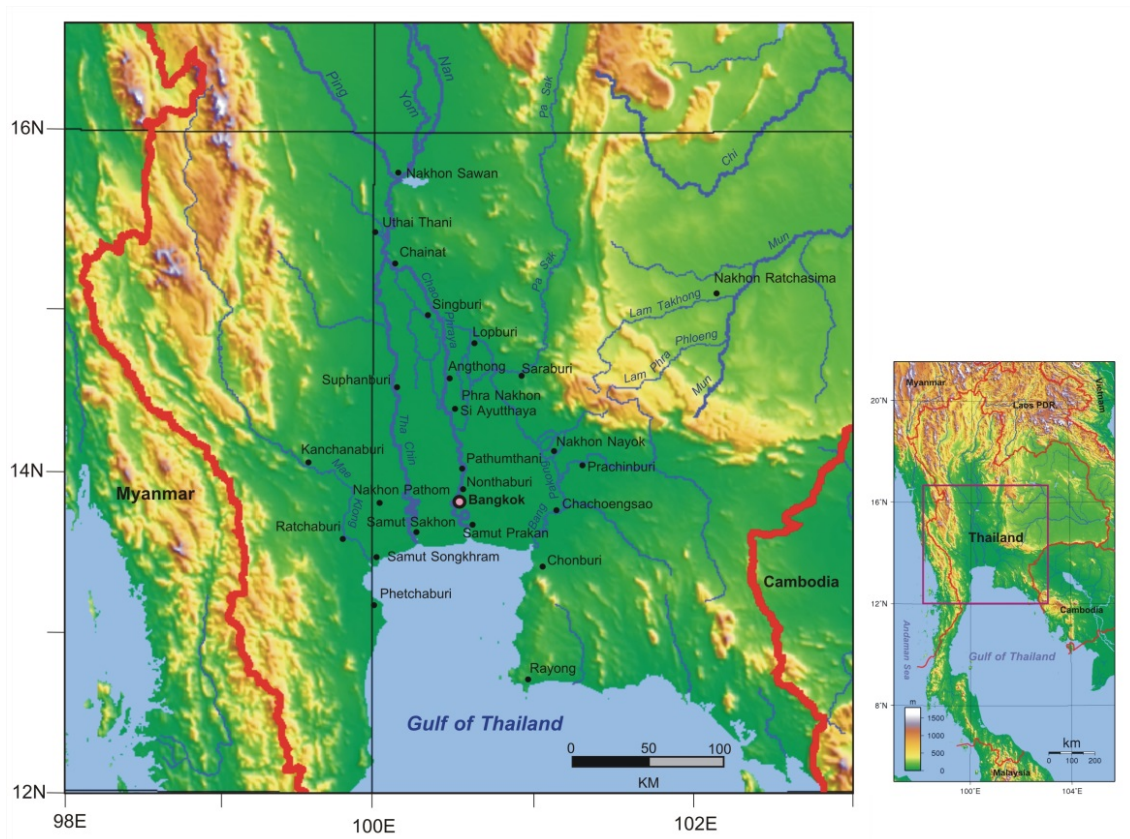 Ping
Nan
Yom
Pa Sak
16N
Chi
Nakhon Sawan
Uthai Thani
Mun
Chainat
Pa Sak
Nakhon Ratchasima
Chao
Phraya
Singburi
Lam Takhong
Lopburi
Phloeng
Angthong
Saraburi
Lam Phra
Suphanburi
Phra Nakhon
Si Ayutthaya
Mun
Tha Chin
Nakhon Nayok
Kanchanaburi
Pathumthani
Prachinburi
14N
Mae
Klong
Nonthaburi
Myanmar
Nakhon Pathom
Bangkok
Chachoengsao
Bang
Ratchaburi
Samut Sakhon
Samut Prakan
Samut Songkhram
Chonburi
Cambodia
Phetchaburi
Rayong
Gulf of Thailand
0 50 100
KM
12N
98E
100E
102E
Myanmar
Vietnam
20°N
Laos PDR
16°N
Thailand
12°N
Cambodia
Andaman Sea
Gulf of Thailand
8°N
m
1500
1000
500
0
km
0 100 200
Malaysia
100°E
104°E